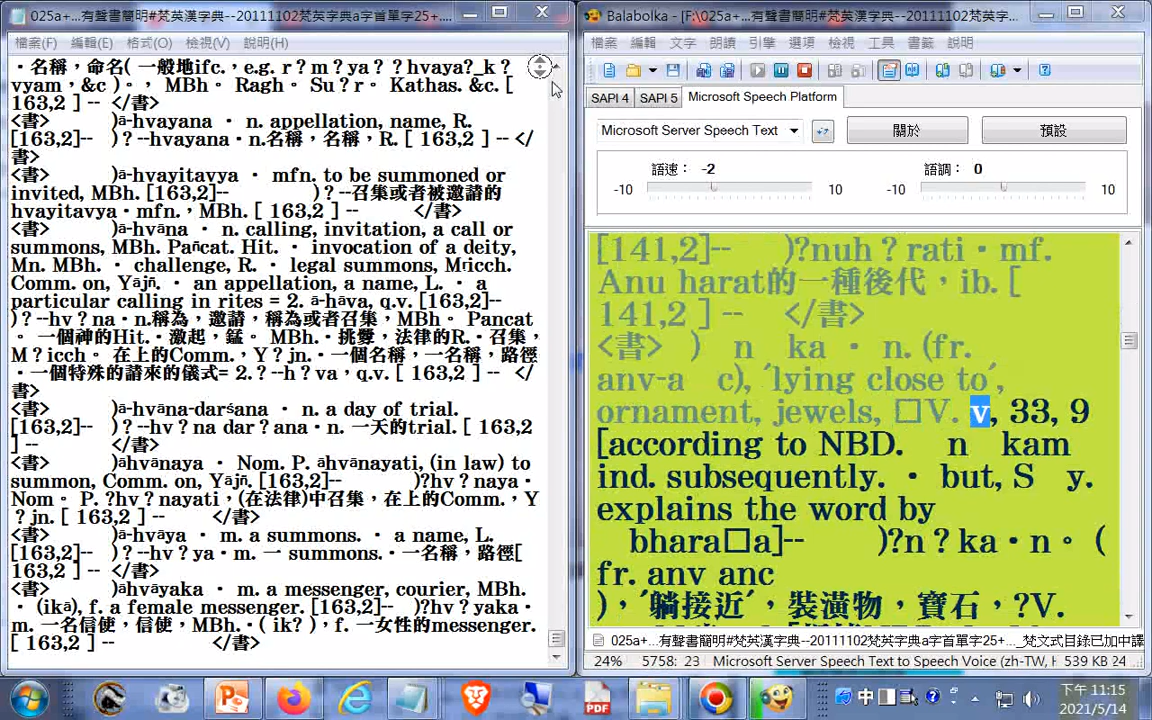 025a+...有聲書簡明#梵英漢字典--20111102梵英字典a字首單字25+...
檔案(F) 編輯(E) 格式(O) 檢視(V) 說明(H)
・名稱，命名( 一般地ifc.，e.g. r？m？ya？？hvaya?_k？
vyam，&c )。，MBh。Ragh。Su？r。Kathas. &c. [
163,2] -- </書>
<書> )ā-hvayana ・ n. appellation, name, R.
[163,2]-- )？--hvayana・n.名稱，名稱，R. [ 163,2 ] -- </
書>
<書> )ā-hvayitavya ・ mfn. to be summoned or
invited, MBh. [163,2]-- )？--召集或者被邀請的
hvayitavya・mfn.，MBh. [ 163,2 ] -- </書>
<書> )ā-hvāna ・ n. calling, invitation, a call or
summons, MBh. Pañcat. Hit. ・ invocation of a deity,
Mn. MBh. ・ challenge, R. ・ legal summons, Mṛicch.
Comm. on, Yājñ. ・ an appellation, a name, L. ・ a
particular calling in rites = 2. ā-hāva, q.v. [163,2]--
)？--hv？na・n.稱為，邀請，稱為或者召集，MBh。Pancat
。一個神的Hit.・激起，錳。MBh.・挑釁，法律的R.・召集，
M？icch。在上的Comm.，Y？jn.・一個名稱，一名稱，路徑
・一個特殊的請來的儀式= 2.？--h？va，q.v. [ 163,2 ] -- </
書>
<書> )ā-hvāna-darśana ・ n. a day of trial.
[163,2]-- )？--hv？na dar？ana・n. 一天的trial. [ 163,2
] -- </書>
<書> )āhvānaya ・ Nom. P. āhvānayati, (in law) to
summon, Comm. on, Yājñ. [163,2]-- )?hv？naya・
Nom。P. ?hv？nayati，(在法律)中召集，在上的Comm.，Y
？jn. [ 163,2 ] -- </書>
<書> )ā-hvāya ・ m. a summons. ・ a name, L.
[163,2]-- )？--hv？ya・m. 一 summons.・一名稱，路徑[
163,2 ] -- </書>
<書> )āhvāyaka ・ m. a messenger, courier, MBh.
・ (ikā), f. a female messenger. [163,2]-- )?hv？yaka・
m. 一名信使，信使，MBh.・( ik？)，f. 一女性的messenger.
[ 163,2 ] -- </書>
Balabolka - [F:\025a+...有聲書簡明#梵英漢字典--20111102梵英字...
檔案 編輯 文字 朗讀 引擎 選項 檢視 工具 書籤 說明
SAPI 4 SAPI 5 Microsoft Speech Platform
Microsoft Server Speech Text 關於 預設
語速： -2 語調： 0
-10 10 -10 10
[141,2]-- )?nuh？rati・mf.
Anu harat的一種後代，ib. [
141,2 ] -- </書>
<書> ) n ka ・ n. (fr.
anv-a c), 'lying close to',
ornament, jewels, □V. v, 33, 9
[according to NBD. n kam
ind. subsequently. ・ but, S y.
explains the word by
bhara□a]-- )?n？ka・n。(
fr. anv anc
)，'躺接近'，裝潢物，寶石，?V.
025a+...有聲書簡明#梵英漢字典--20111102梵英字典a字首單字25+..._梵文式目錄已加中譯
24% 5758: 23 Microsoft Server Speech Text to Speech Voice (zh-TW, H 539 KB 24
中
PDF
下午 11:15
2021/5/14